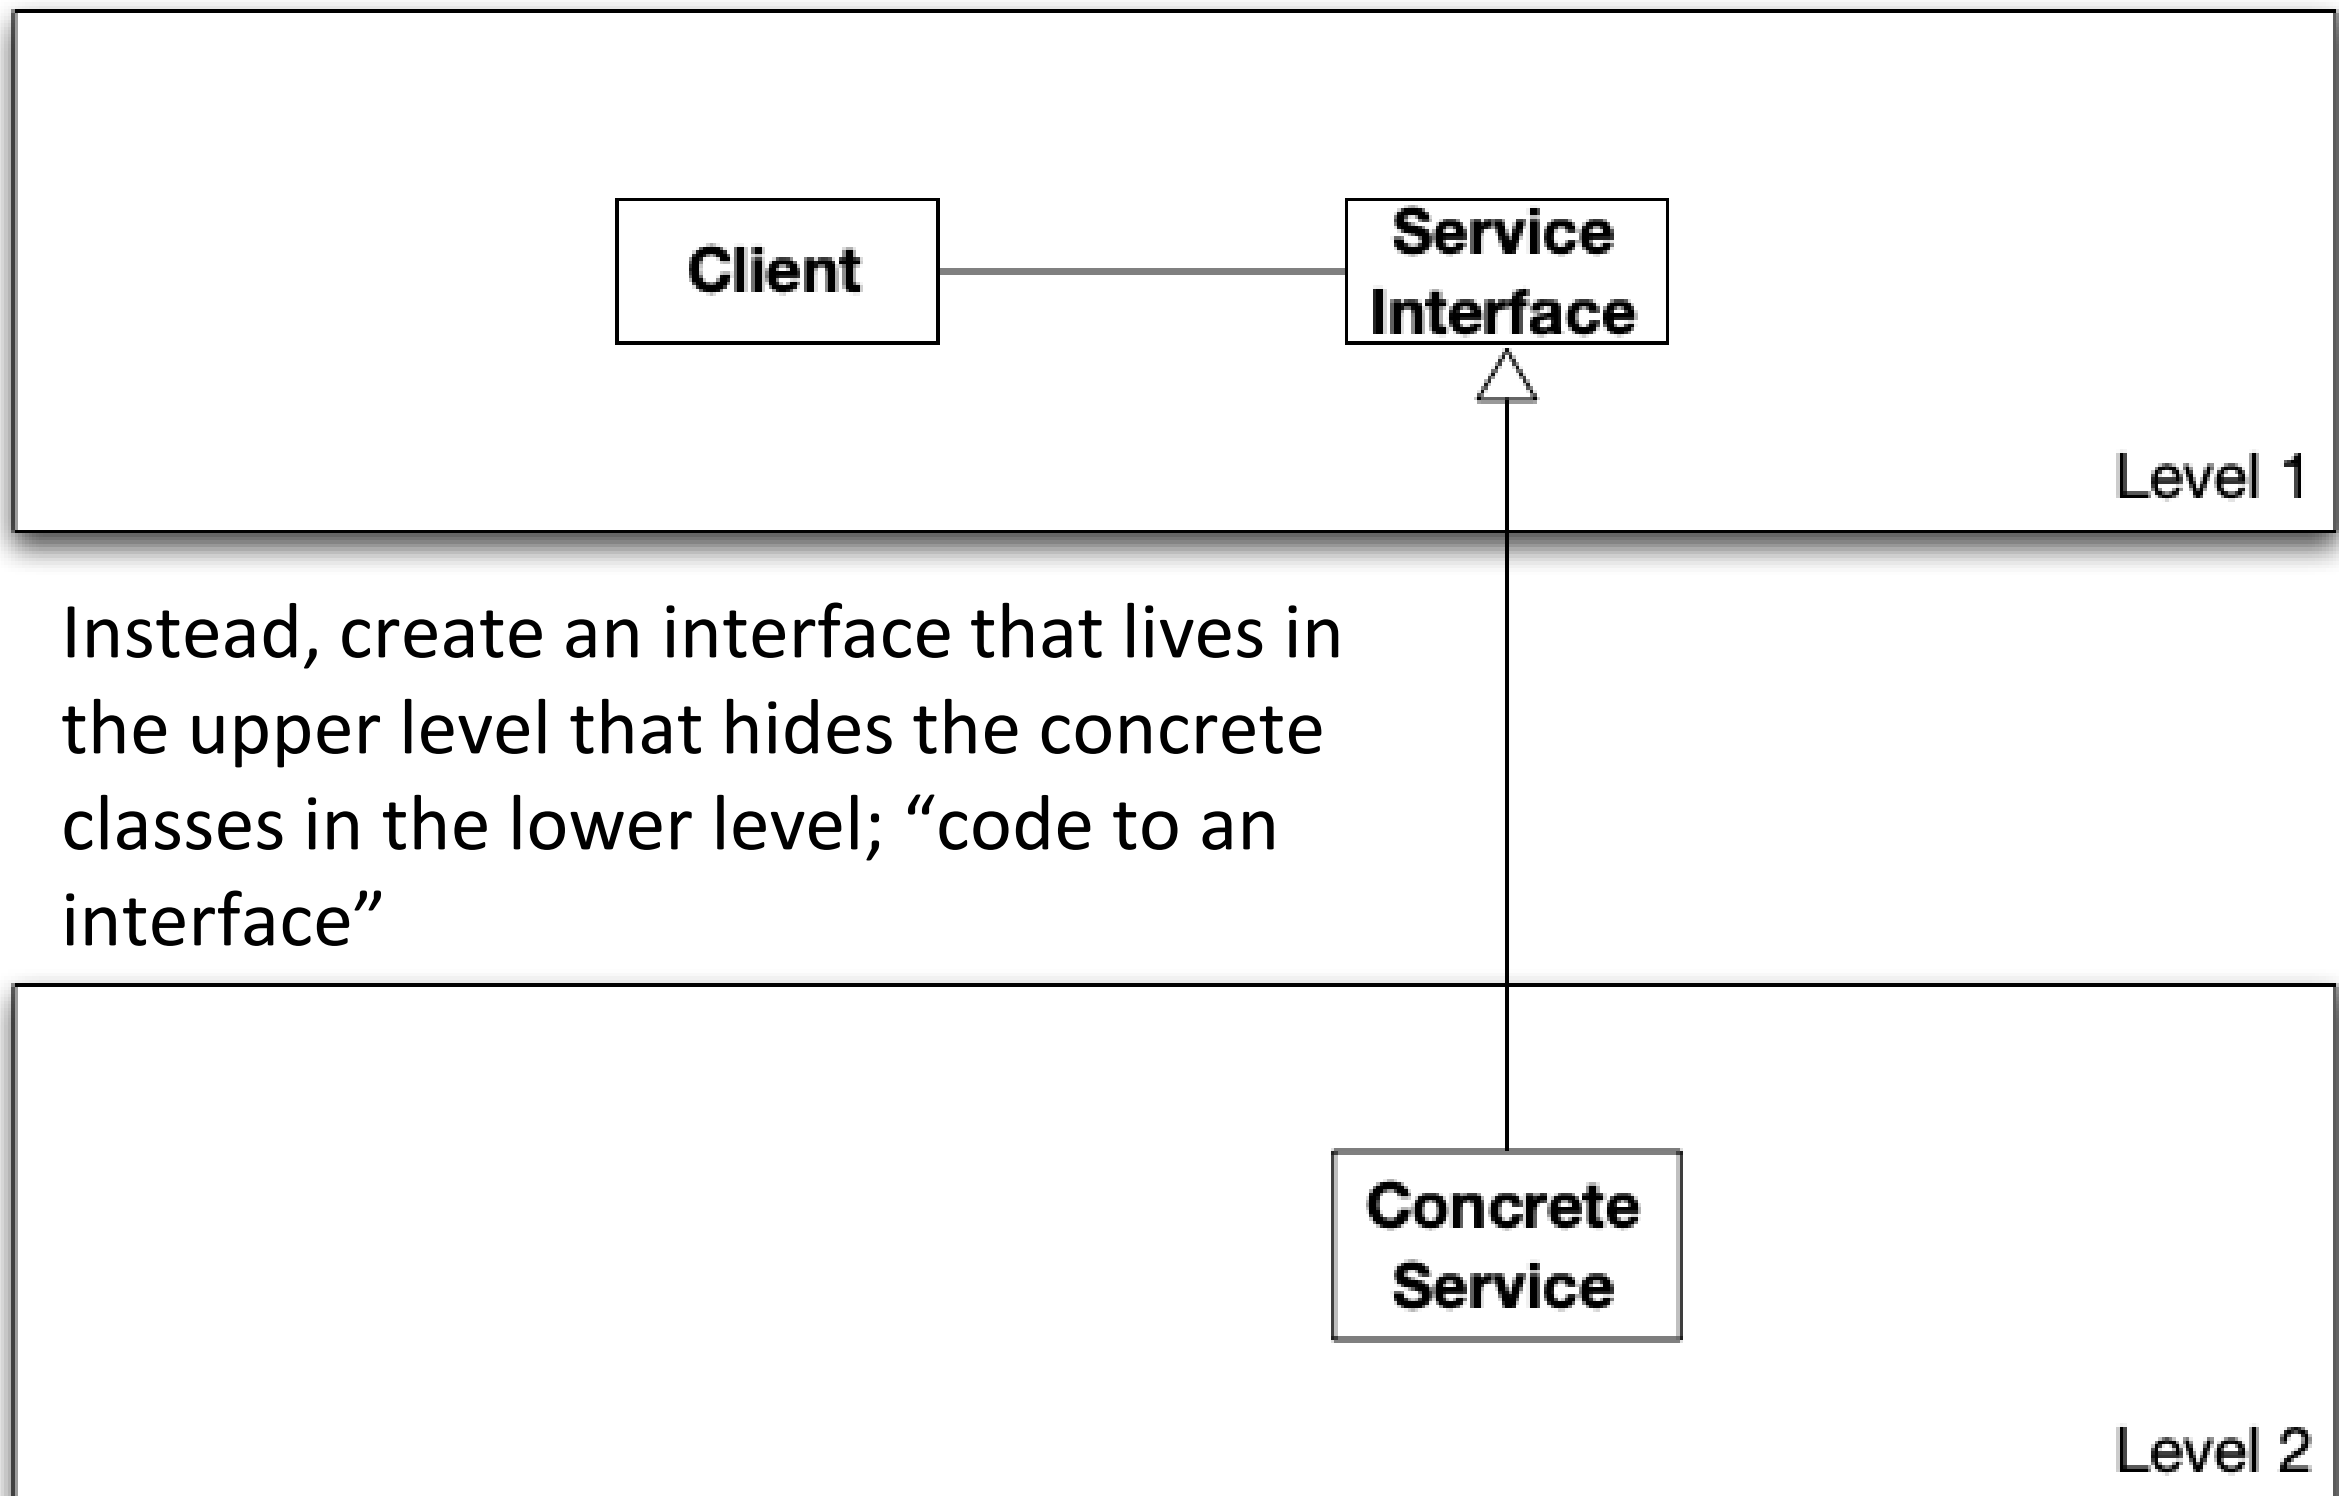 Client
Service
Interface
Level 1
Instead, create an interface that lives in
the upper level that hides the concrete
classes in the lower level; “code to an
interface”
Concrete
Service
Level 2